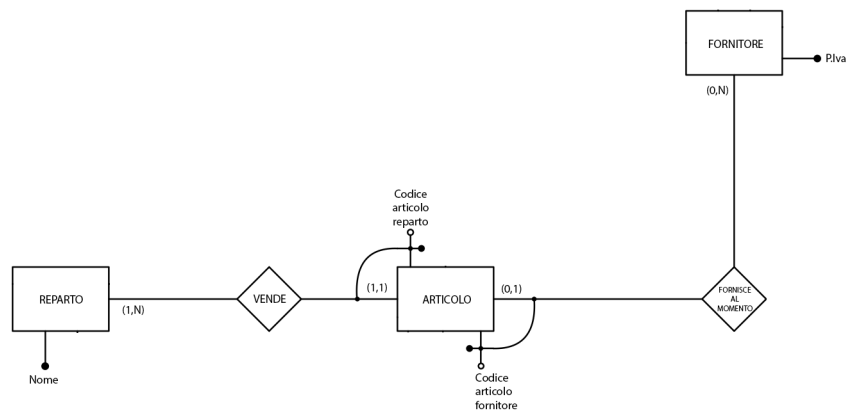 FORNITORE
P.Iva
(0,N)
Codice
articolo
reparto
REPARTO
(1,N)
VENDE
(1,1)
ARTICOLO
(0,1)
FORNISCE
AL
MOMENTO
Nome
Codice
articolo
fornitore